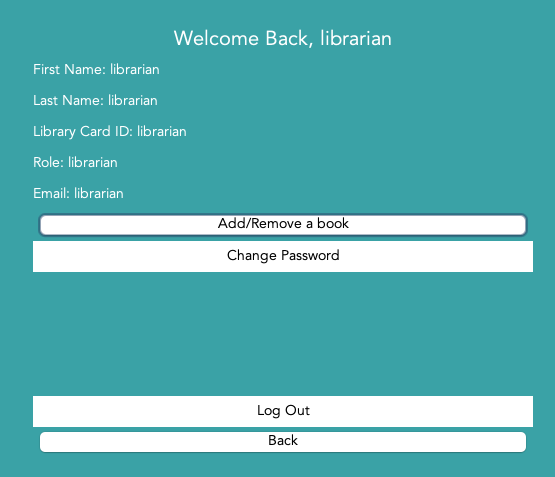 Welcome Back, librarian
First Name: librarian
Last Name: librarian
Library Card ID: librarian
Role: librarian
Email: librarian
Add/Remove a book
Change Password
Log Out
Back